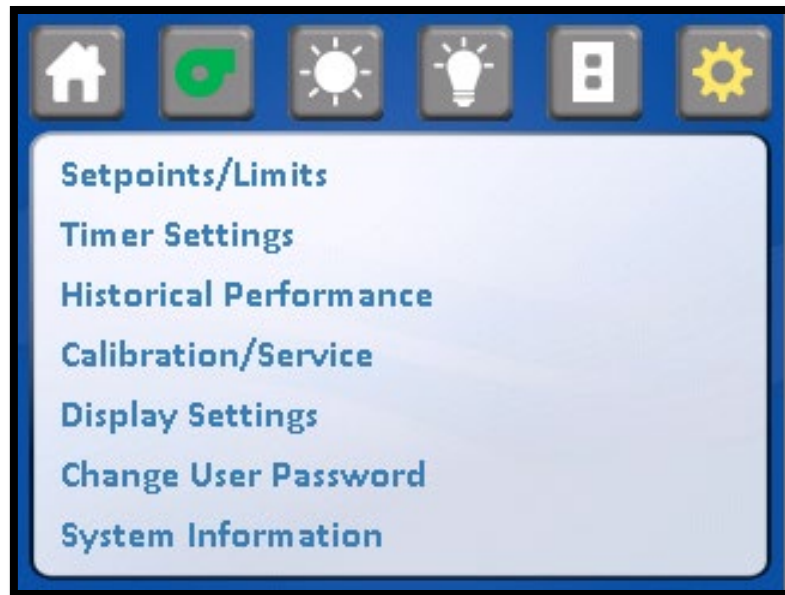 Setpoints/Limits
Timer Settings
Historical Performance
Calibration/Service
Display Settings
Change User Password
System Information